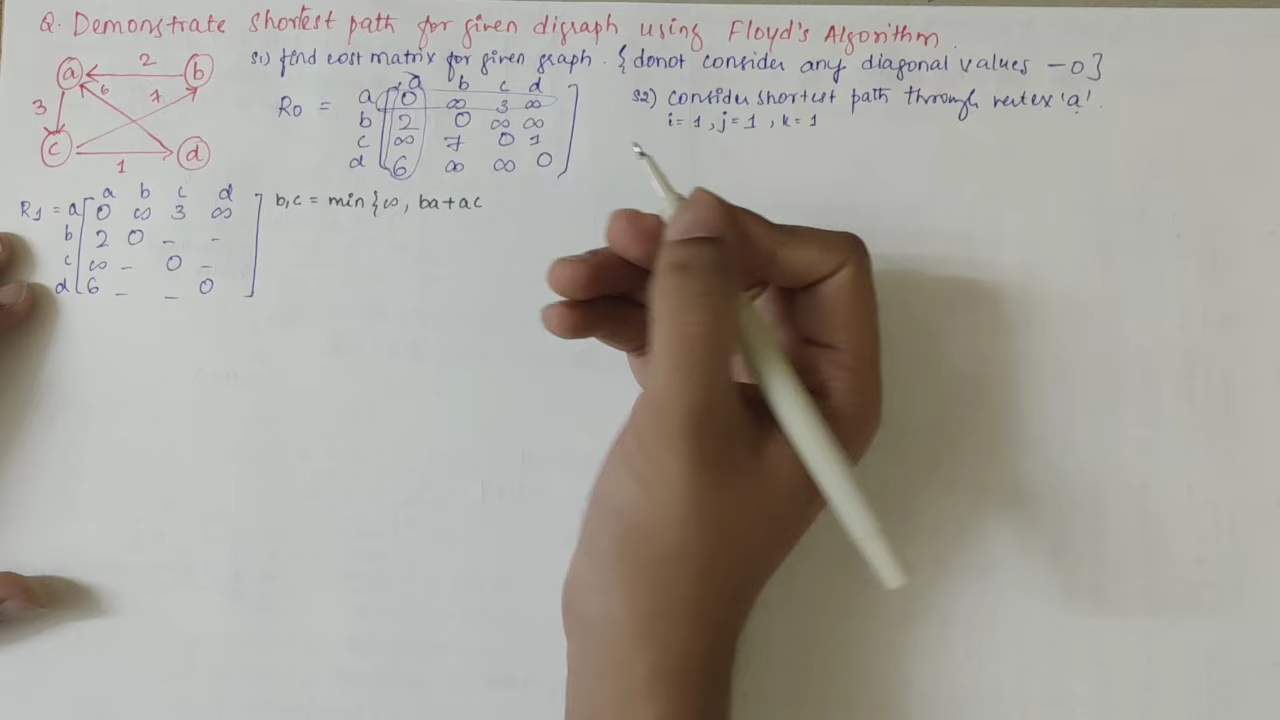 Q. Demonstrate shortest path for given digraph using Floyd's Algorithm.
S1) find cost matrix for given graph. {donot consider any diagonal values -0}
a 2 b
3 6 7
c 1 d
a b c d
R0 = a 0 ∞ 3 ∞
b 2 0 ∞ ∞
c ∞ 7 0 1
d 6 ∞ ∞ 0
S2) consider shortest path through vertex 'a'.
i=1, j=1, k=1
a b c d
R1 = a 0 ∞ 3 ∞
b 2 0 - -
c ∞ - 0 -
d 6 - - 0
b,c = min {∞, ba+ac